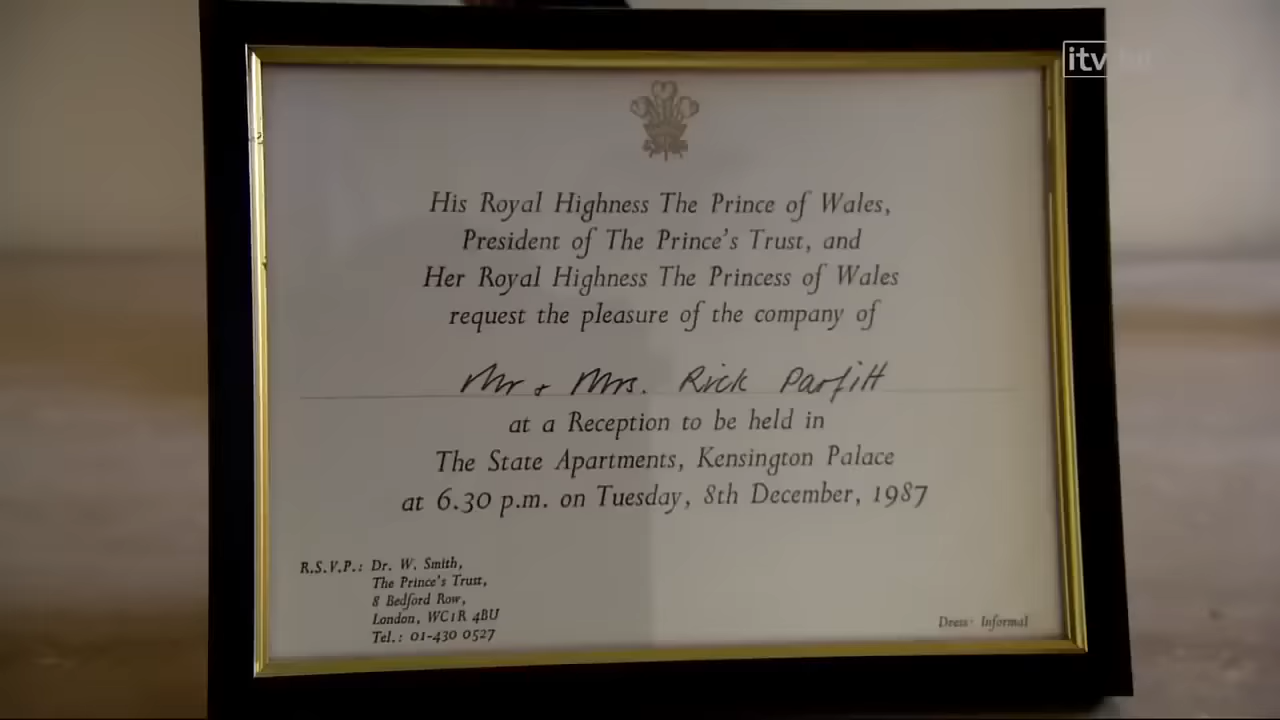 itv
His Royal Highness The Prince of Wales,
President of The Prince's Trust, and
Her Royal Highness The Princess of Wales
request the pleasure of the company of
Mr + Mrs. Rick Parfitt
at a Reception to be held in
The State Apartments, Kensington Palace
at 6.30 p.m. on Tuesday, 8th December, 1987
R.S.V.P.: Dr. W. Smith,
The Prince's Trust,
8 Bedford Row,
London, WC1R 4BU
Tel.: 01-430 0527
Dress: Informal